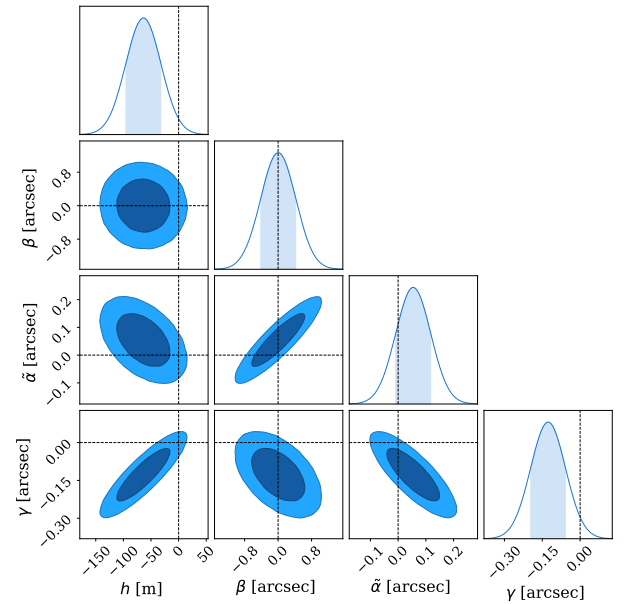 β [arcsec]
0.8
0.0
−0.8
α̃ [arcsec]
0.2
0.1
0.0
−0.1
γ [arcsec]
0.00
−0.15
−0.30
−150 −100 −50 0 50
h [m]
−0.8 0.0 0.8
β [arcsec]
−0.1 0.0 0.1 0.2
α̃ [arcsec]
−0.30 −0.15 0.00
γ [arcsec]